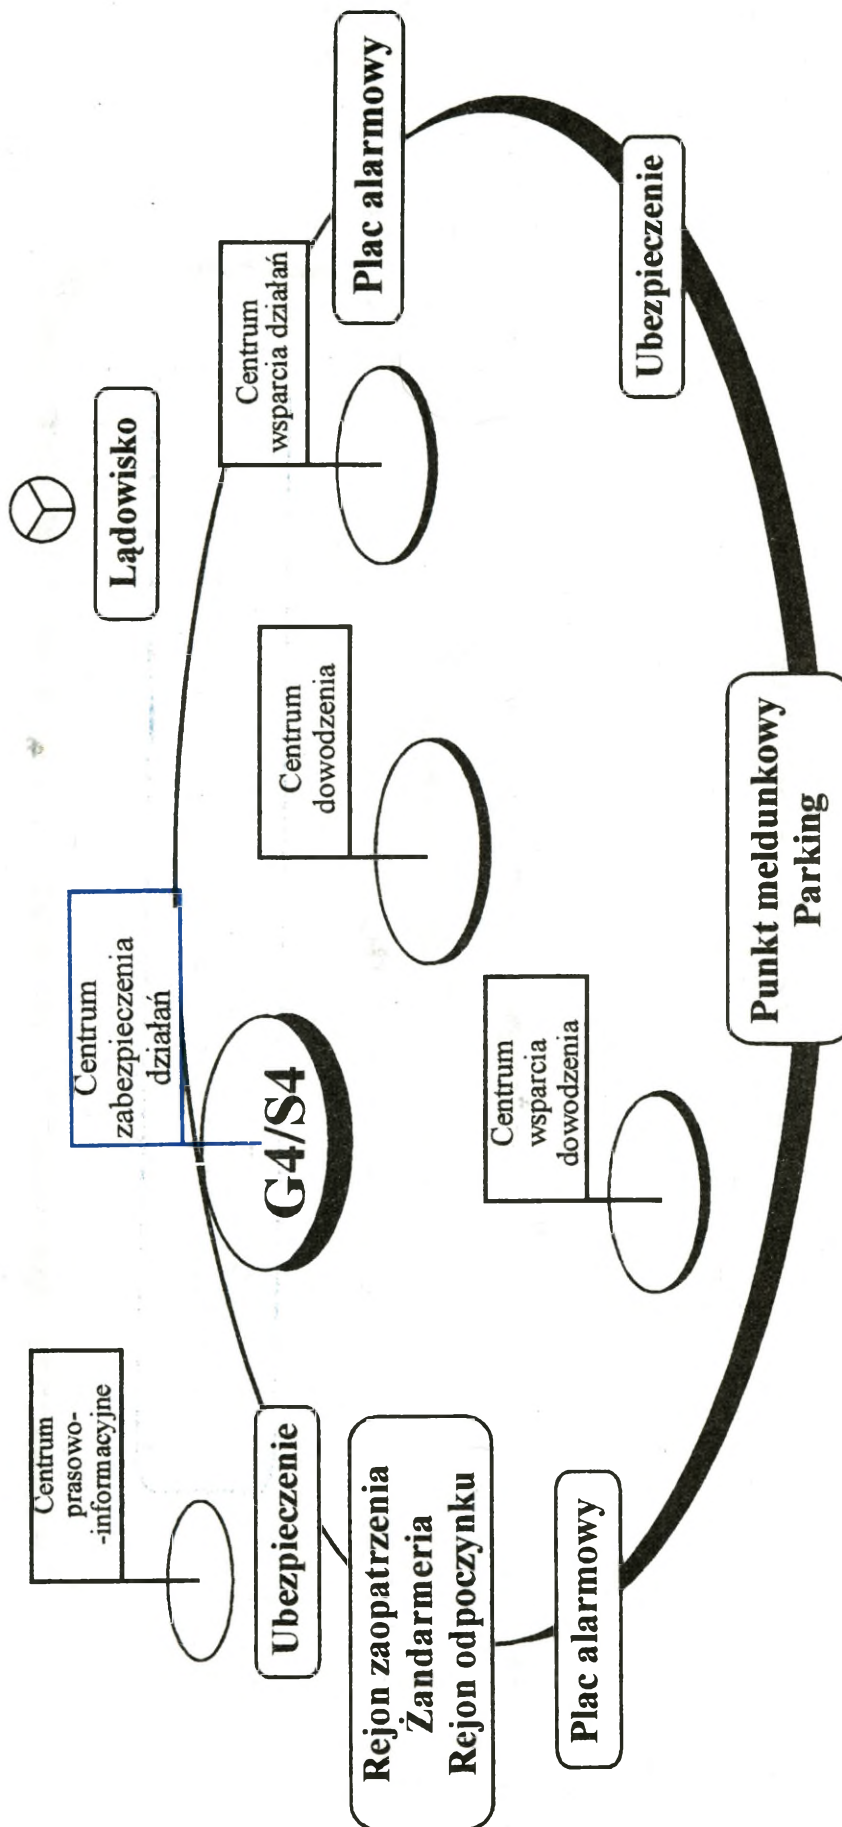 Centrum
prasowo-
-informacyjne
Centrum
zabezpieczenia
działań
Lądowisko
Ubezpieczenie
G4/S4
Centrum
dowodzenia
Centrum
wsparcia działań
Plac alarmowy
Rejon zaopatrzenia
Żandarmeria
Rejon odpoczynku
Centrum
wsparcia
dowodzenia
Ubezpieczenie
Plac alarmowy
Punkt meldunkowy
Parking